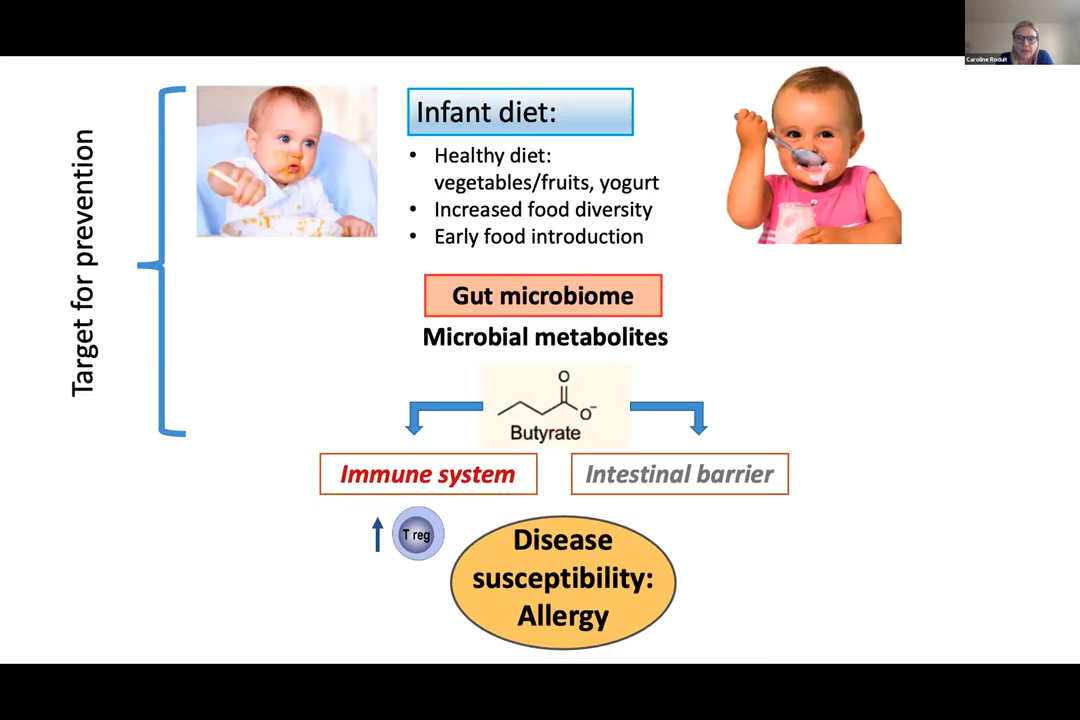 Caroline Roduit
Target for prevention
Infant diet:
• Healthy diet:
vegetables/fruits, yogurt
• Increased food diversity
• Early food introduction
Gut microbiome
Microbial metabolites
O
O⁻
Butyrate
Immune system
Intestinal barrier
T reg
Disease
susceptibility:
Allergy